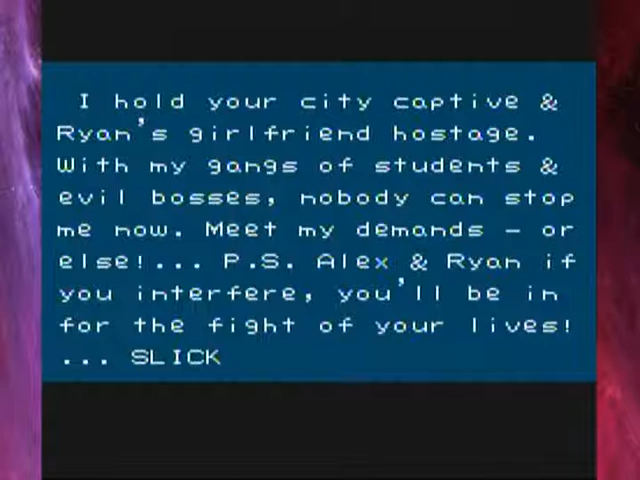 I hold your city captive &
Ryan's girlfriend hostage.
With my gangs of students &
evil bosses, nobody can stop
me now. Meet my demands - or
else!... P.S. Alex & Ryan if
you interfere, you'll be in
for the fight of your lives!
... SLICK